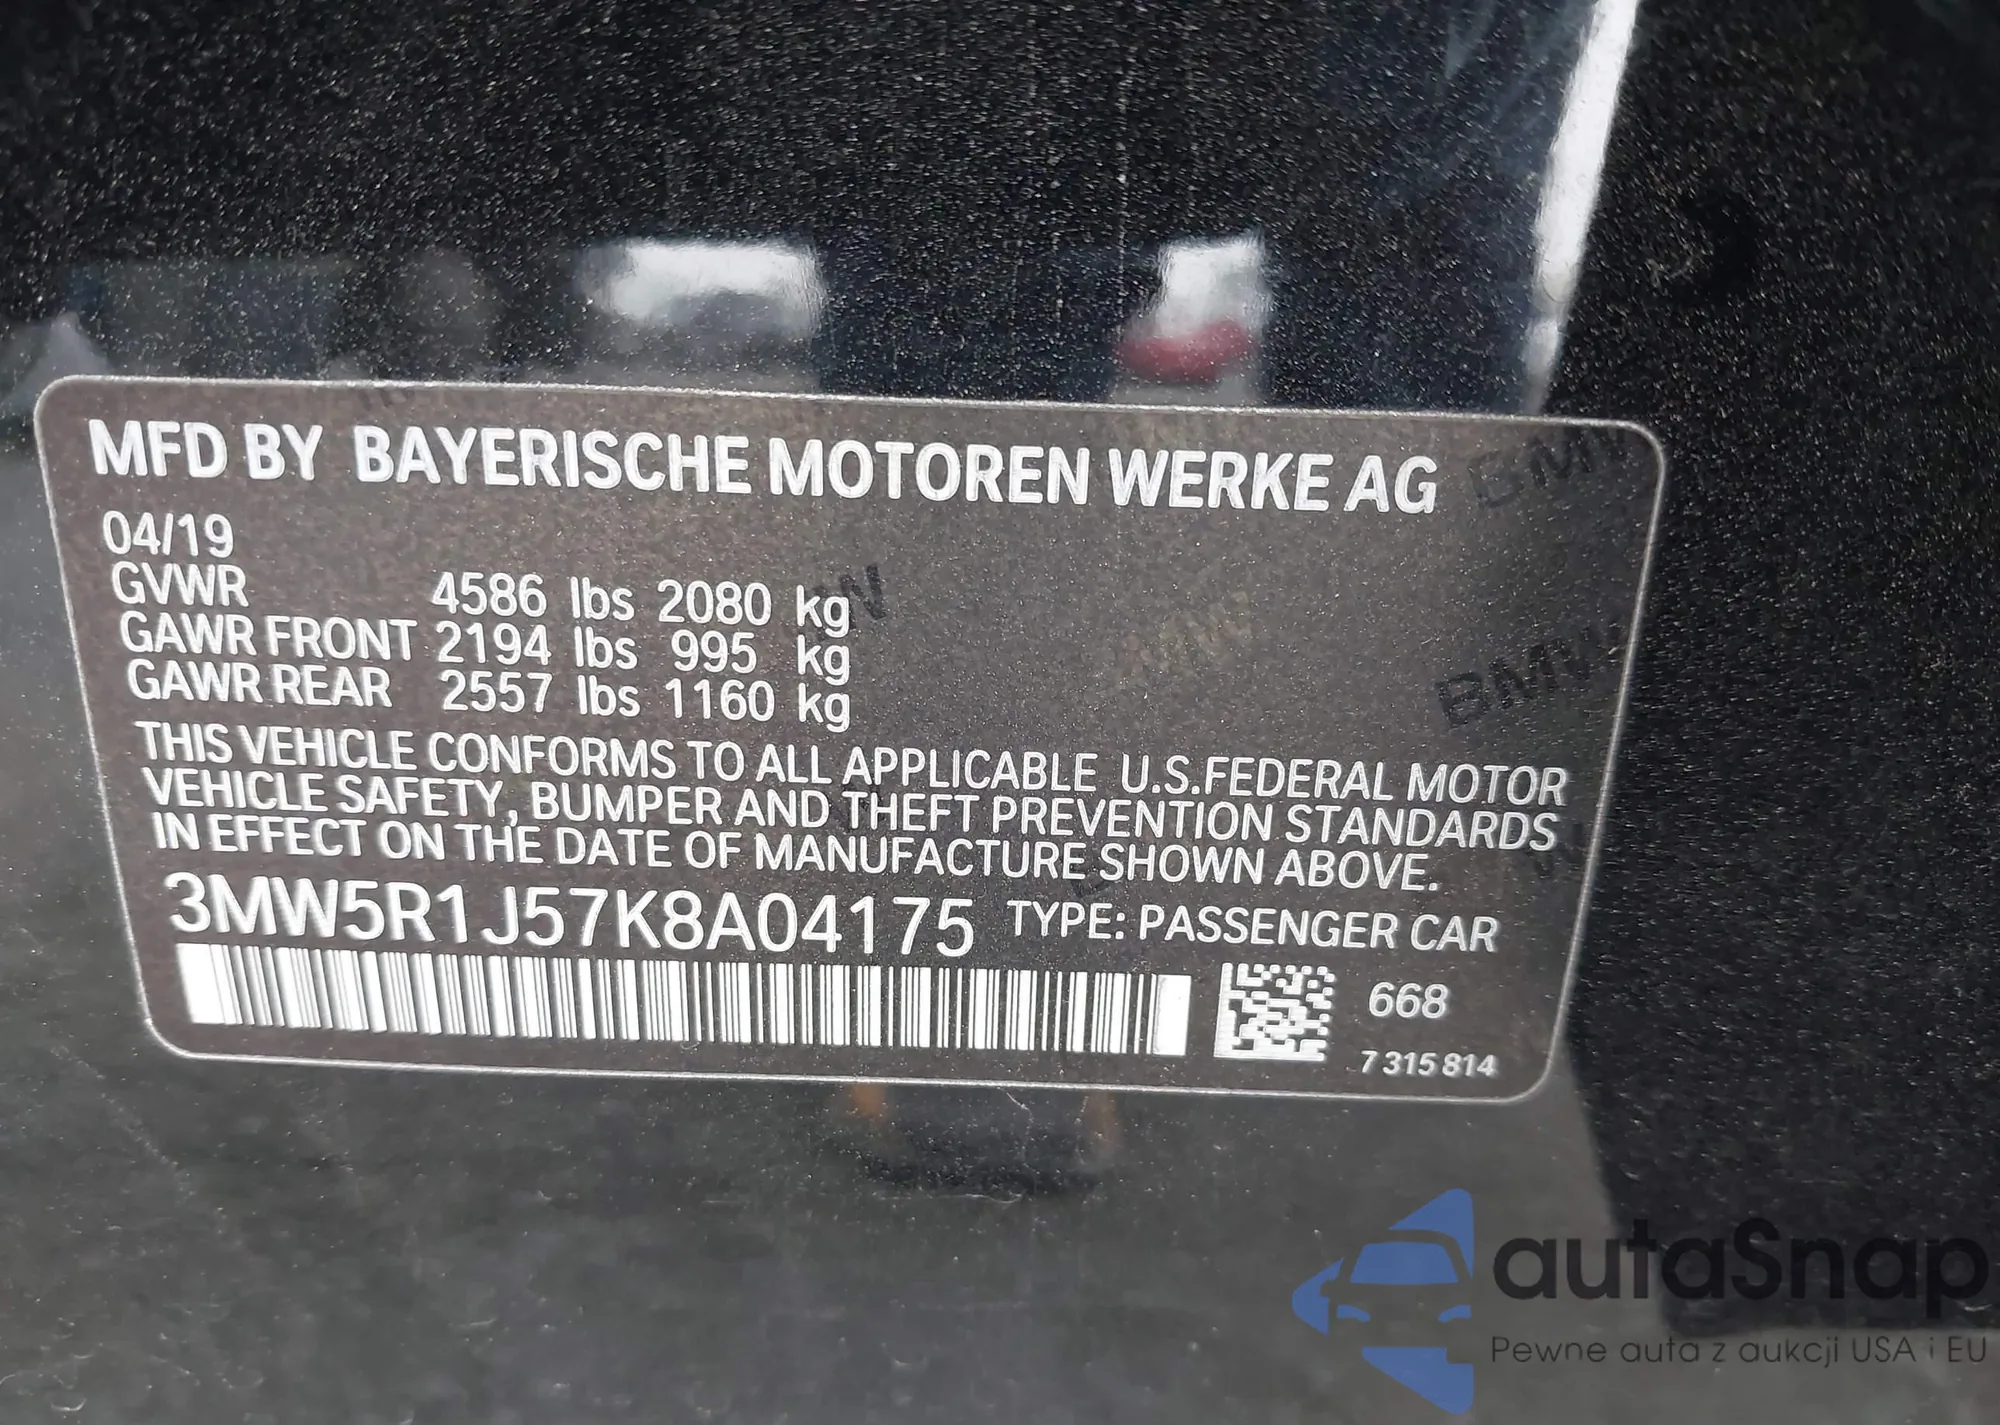 MFD BY BAYERISCHE MOTOREN WERKE AG
04/19
GVWR 4586 lbs 2080 kg
GAWR FRONT 2194 lbs 995 kg
GAWR REAR 2557 lbs 1160 kg
THIS VEHICLE CONFORMS TO ALL APPLICABLE U.S.FEDERAL MOTOR
VEHICLE SAFETY, BUMPER AND THEFT PREVENTION STANDARDS
IN EFFECT ON THE DATE OF MANUFACTURE SHOWN ABOVE.
3MW5R1J57K8A04175 TYPE: PASSENGER CAR
668
7 315 814
BMW
BMW
BMW
autaSnap
Pewne auta z aukcji USA i EU